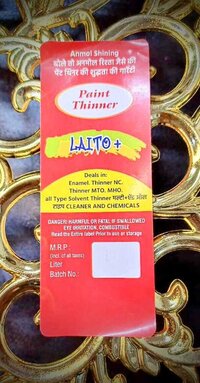 Anmol Shining
Paint
Thinner
LAITO +
Deals in:
Enamel. Thinner NC.
Thinner MTO. MHO.
all Type Solvent Thinner
टाइप CLEANER AND CHEMICALS
DANGER! HARMFUL OR FATAL IF SWALLOWED
EYE IRRITATION. COMBUSTIBLE
Read the Entire label Prior to use or storage
M.R.P.
(Incl. of all taxes)
Liter
Batch No.: